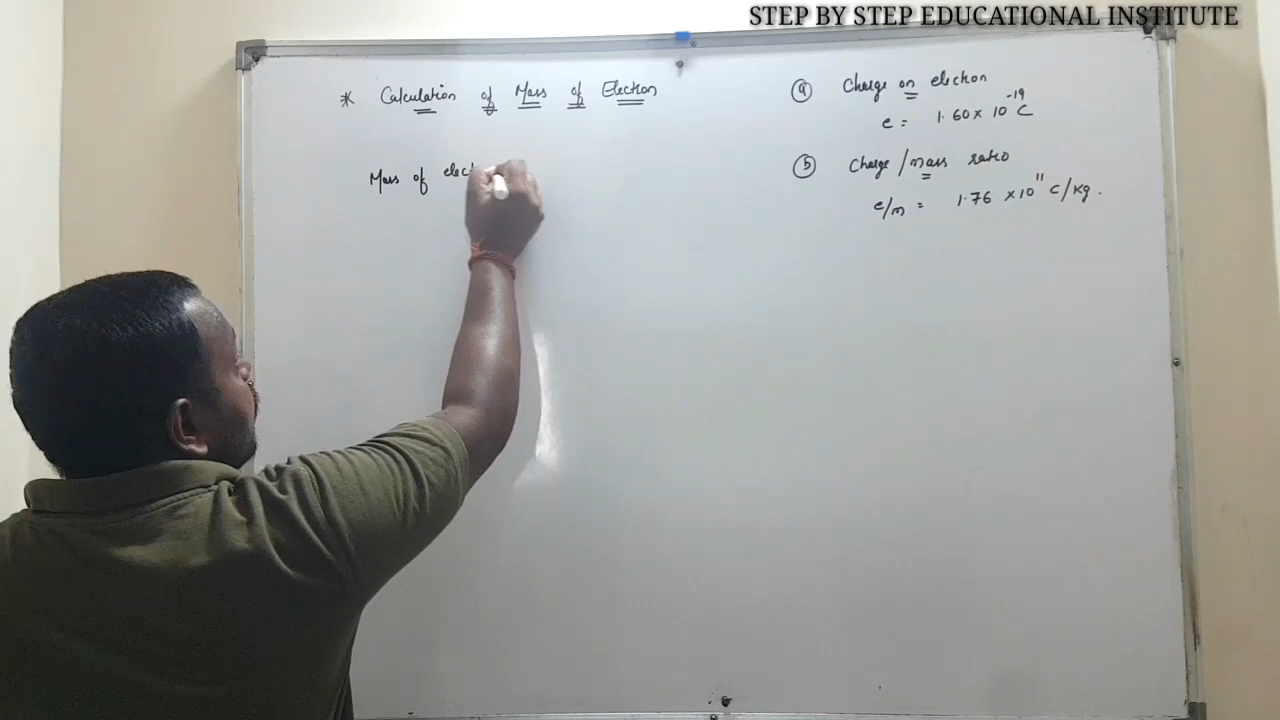 STEP BY STEP EDUCATIONAL INSTITUTE
* Calculation of Mass of Electron
Mass of elect
(a) Charge on electron
e = 1.60 × 10⁻¹⁹ C
(b) Charge/mass ratio
e/m = 1.76 × 10¹¹ C/kg.